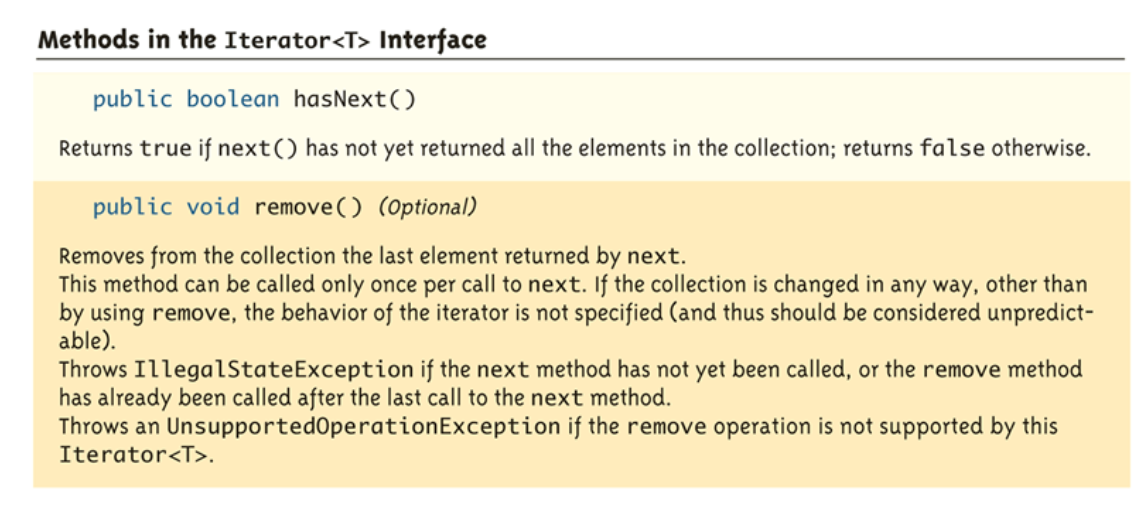 Methods in the Iterator<T> Interface
public boolean hasNext()
Returns true if next() has not yet returned all the elements in the collection; returns false otherwise.
public void remove() (Optional)
Removes from the collection the last element returned by next.
This method can be called only once per call to next. If the collection is changed in any way, other than
by using remove, the behavior of the iterator is not specified (and thus should be considered unpredict-
able).
Throws IllegalStateException if the next method has not yet been called, or the remove method
has already been called after the last call to the next method.
Throws an UnsupportedOperationException if the remove operation is not supported by this
Iterator<T>.